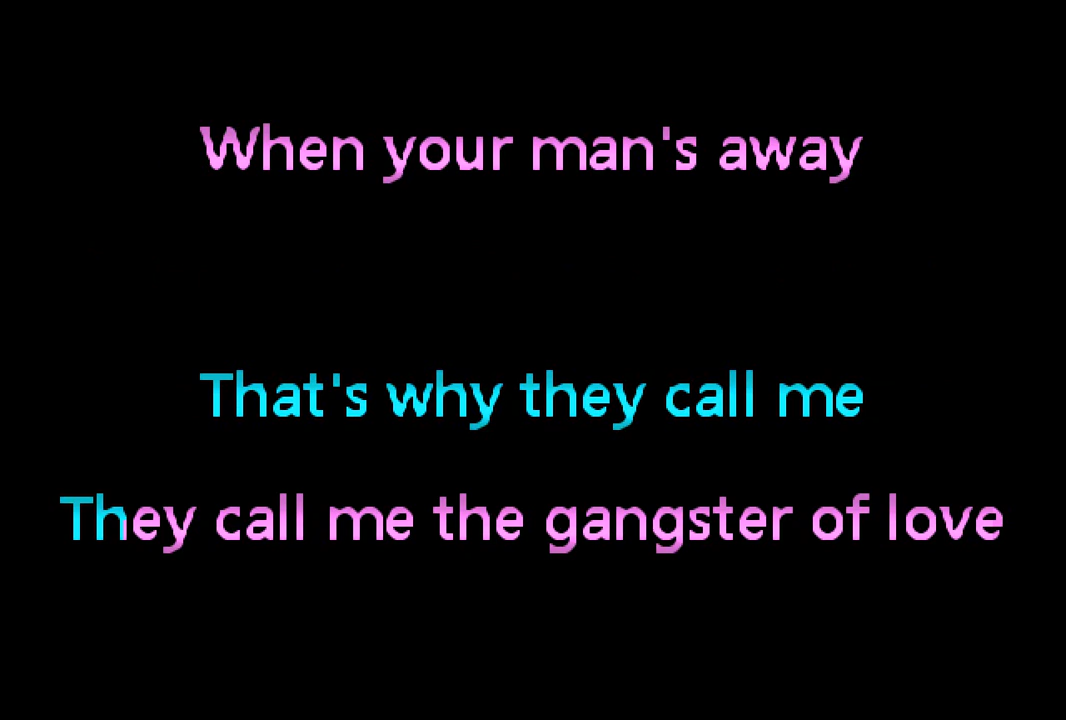 When your man's away
That's why they call me
They call me the gangster of love